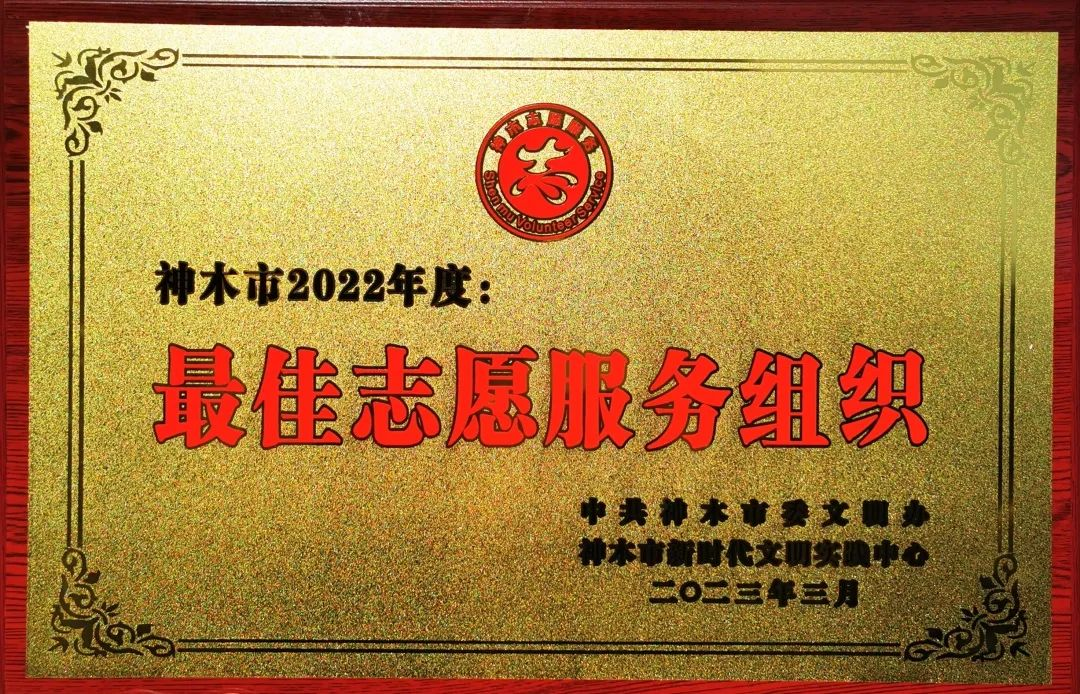 神木志愿服务
Shen mu Volunteer Service
神木市2022年度：
最佳志愿服务组织
中共神木市委文明办
神木市新时代文明实践中心
二〇二三年三月